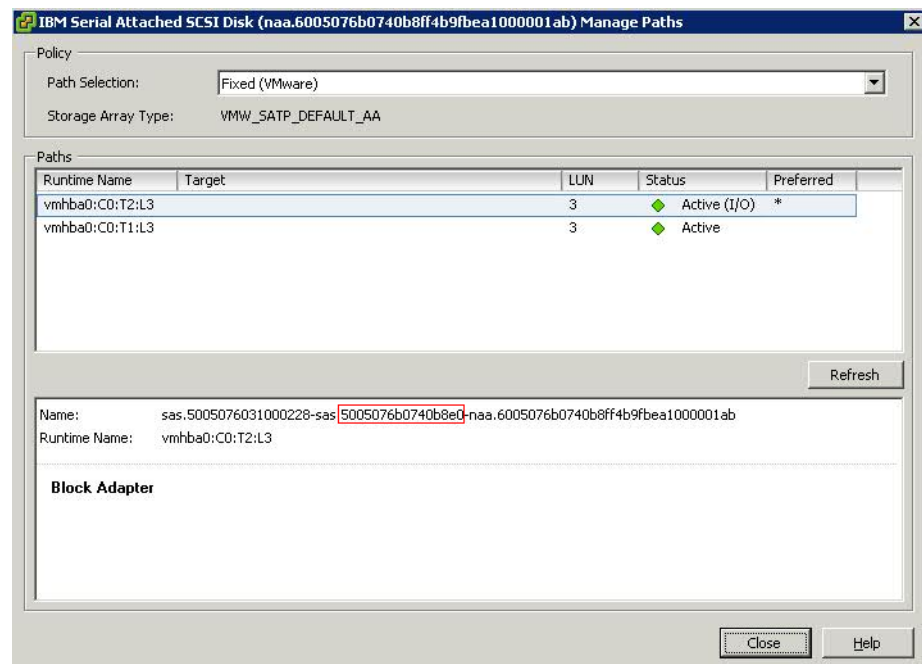 IBM Serial Attached SCSI Disk (naa.6005076b0740b8ff4b9fbea1000001ab) Manage Paths
Policy
Path Selection: Fixed (VMware)
Storage Array Type: VMW_SATP_DEFAULT_AA
Paths
Runtime Name Target LUN Status Preferred
vmhba0:C0:T2:L3 3 Active (I/O) *
vmhba0:C0:T1:L3 3 Active
Refresh
Name: sas.5005076031000228-sas.5005076b0740b8e0-naa.6005076b0740b8ff4b9fbea1000001ab
Runtime Name: vmhba0:C0:T2:L3
Block Adapter
Close Help